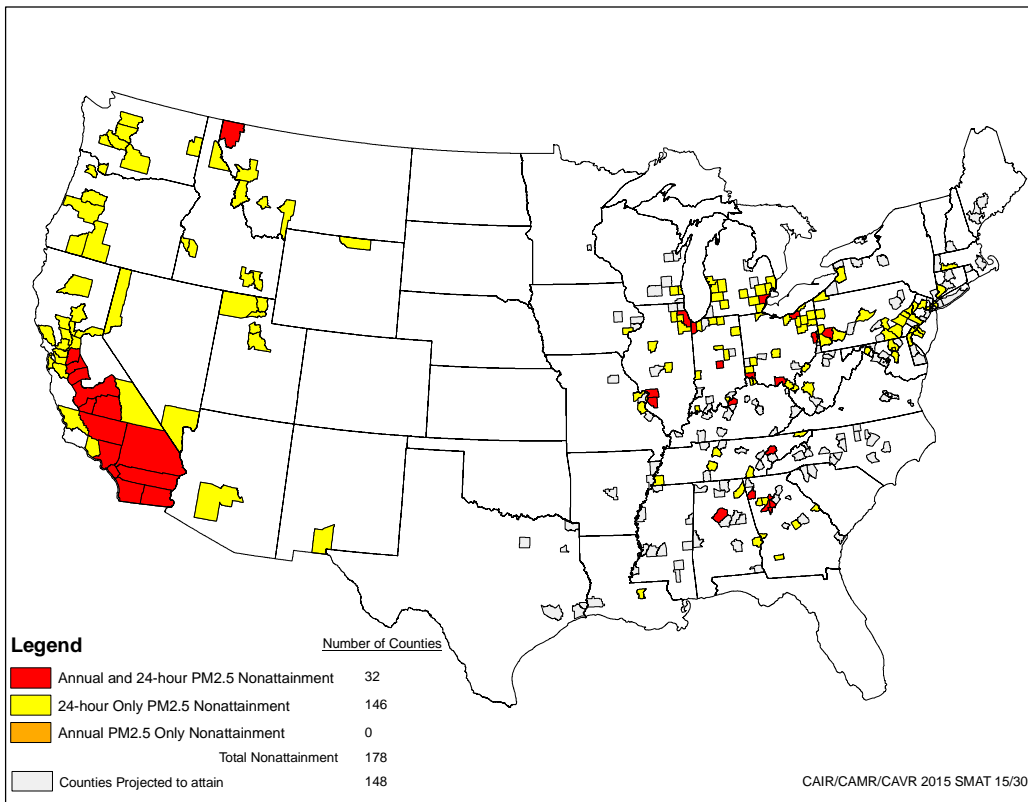 Legend
Number of Counties
Annual and 24-hour PM2.5 Nonattainment 32
24-hour Only PM2.5 Nonattainment 146
Annual PM2.5 Only Nonattainment 0
Total Nonattainment 178
Counties Projected to attain 148
CAIR/CAMR/CAVR 2015 SMAT 15/30